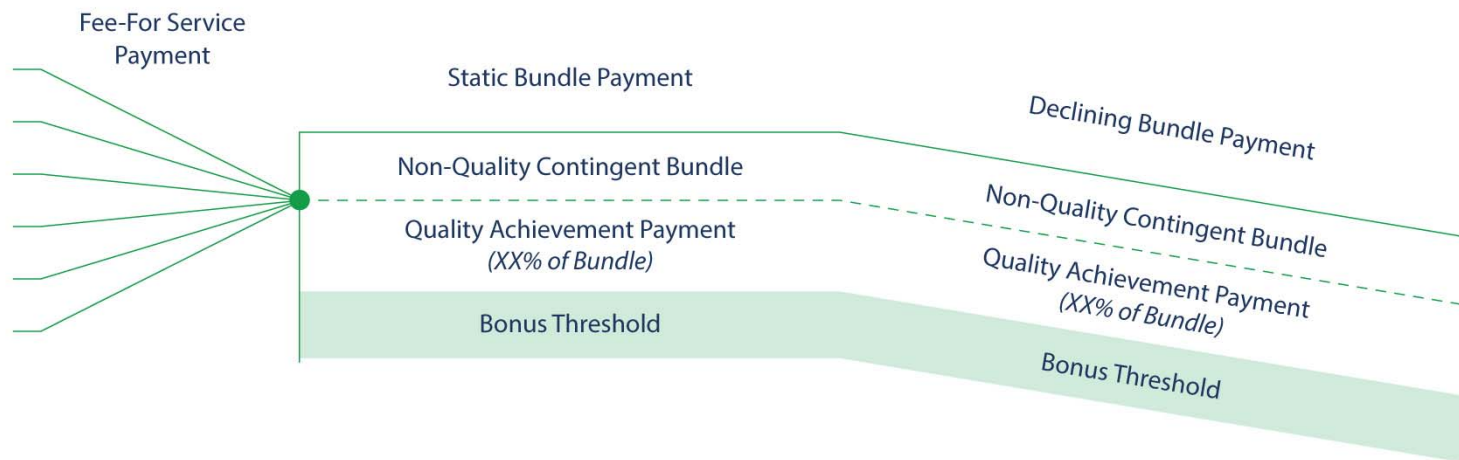 Fee-For Service
Payment
Static Bundle Payment
Non-Quality Contingent Bundle
Quality Achievement Payment
(XX% of Bundle)
Bonus Threshold
Declining Bundle Payment
Non-Quality Contingent Bundle
Quality Achievement Payment
(XX% of Bundle)
Bonus Threshold